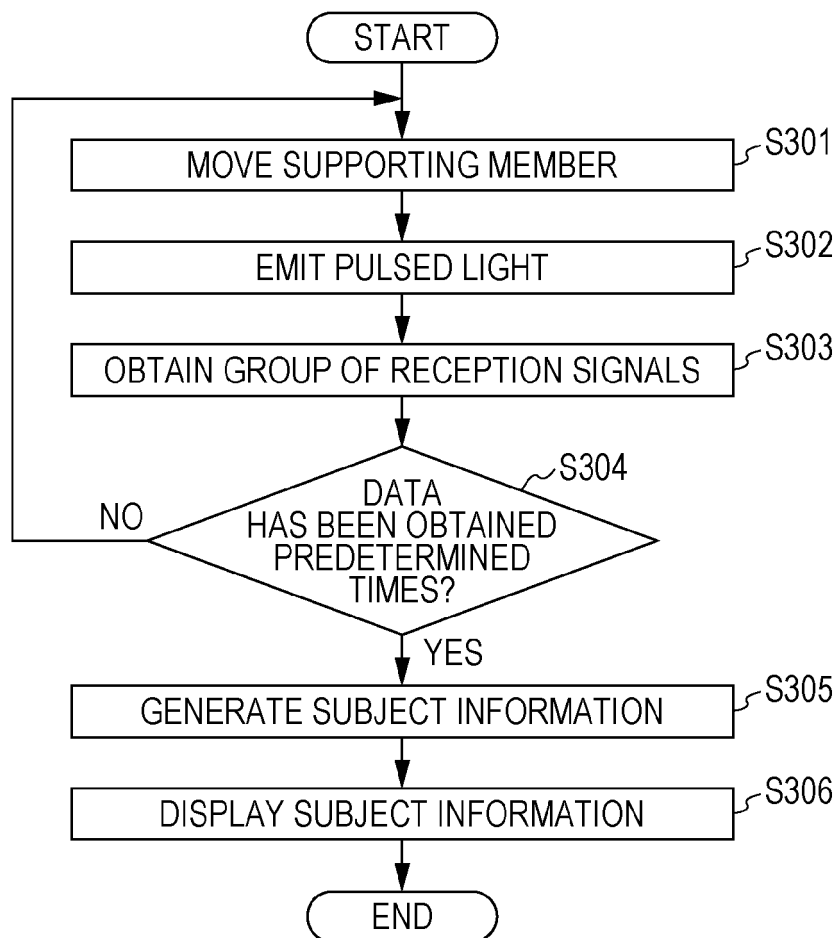 START
MOVE SUPPORTING MEMBER
S301
EMIT PULSED LIGHT
S302
OBTAIN GROUP OF RECEPTION SIGNALS
S303
S304
DATA
HAS BEEN OBTAINED
PREDETERMINED
TIMES?
NO
YES
GENERATE SUBJECT INFORMATION
S305
DISPLAY SUBJECT INFORMATION
S306
END